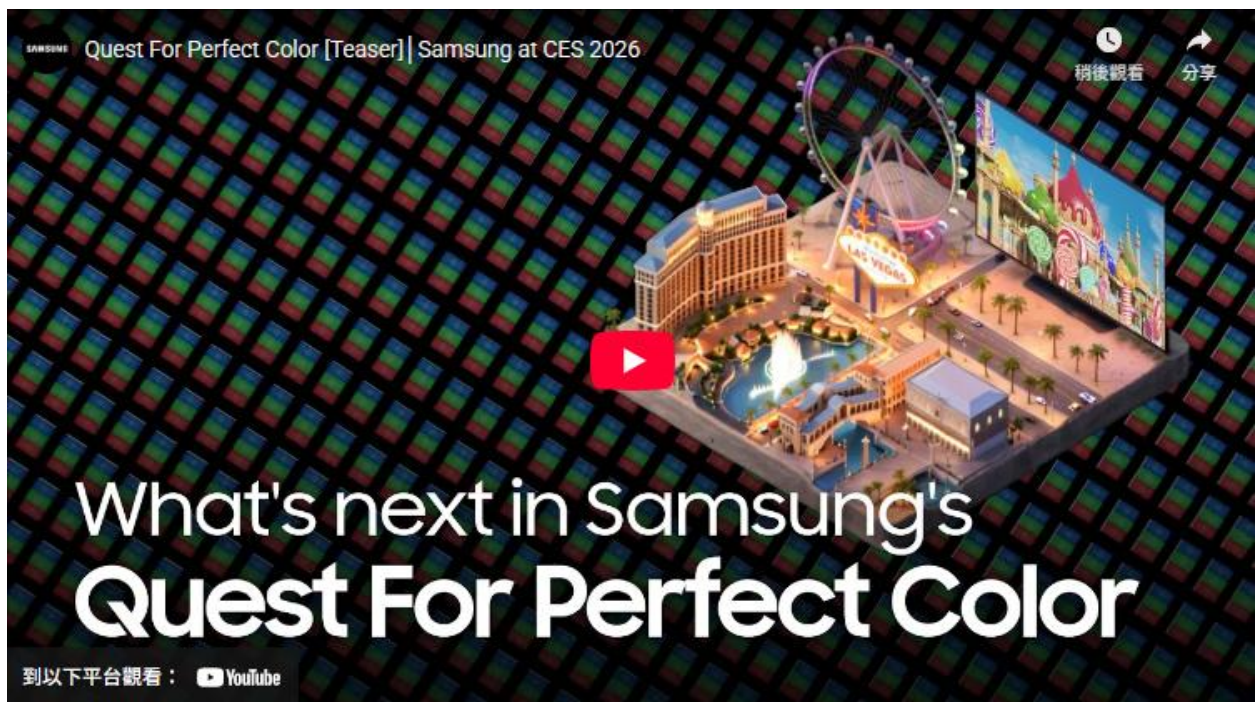 SAMSUNG
Quest For Perfect Color [Teaser]│Samsung at CES 2026
稍後觀看
分享
LAS VEGAS
What's next in Samsung's
Quest For Perfect Color
到以下平台觀看：
YouTube